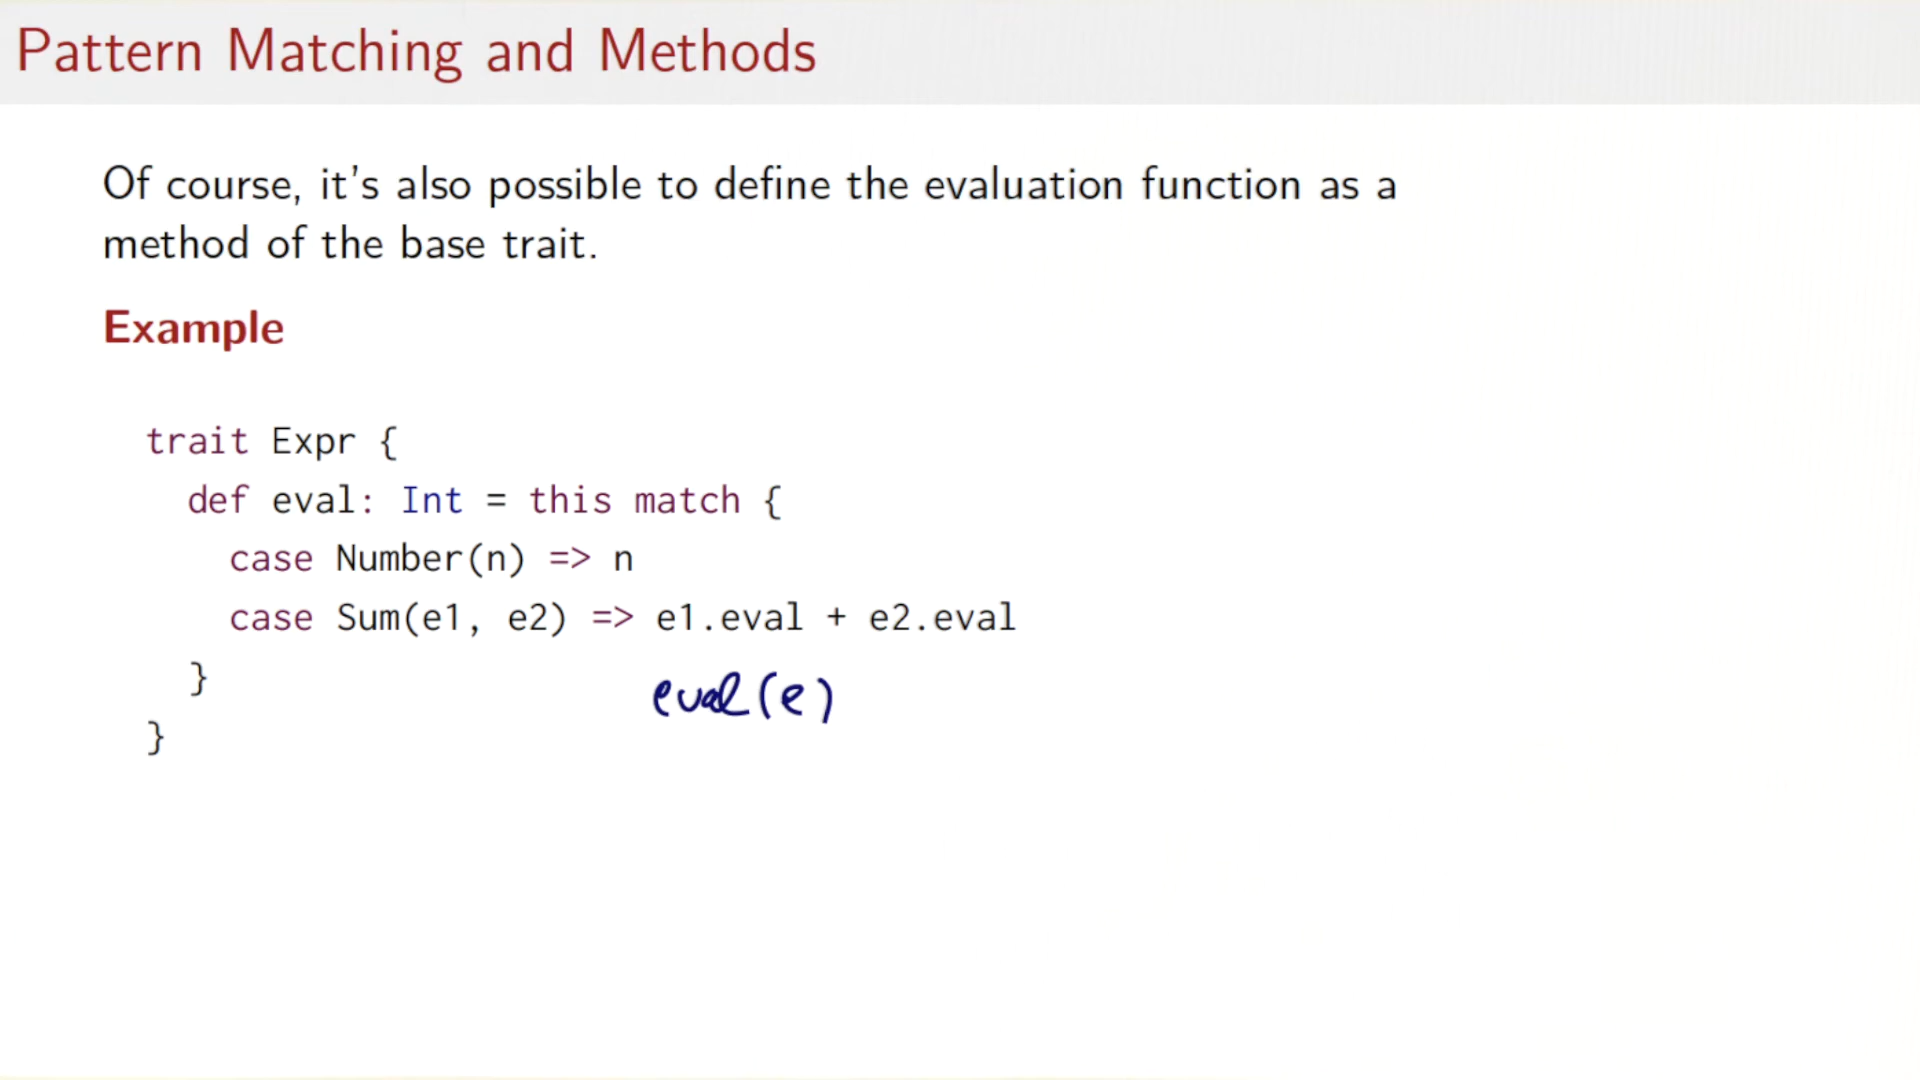 Pattern Matching and Methods
Of course, it's also possible to define the evaluation function as a
method of the base trait.
Example
trait Expr {
def eval: Int = this match {
case Number(n) => n
case Sum(e1, e2) => e1.eval + e2.eval
}
eval(e)
}